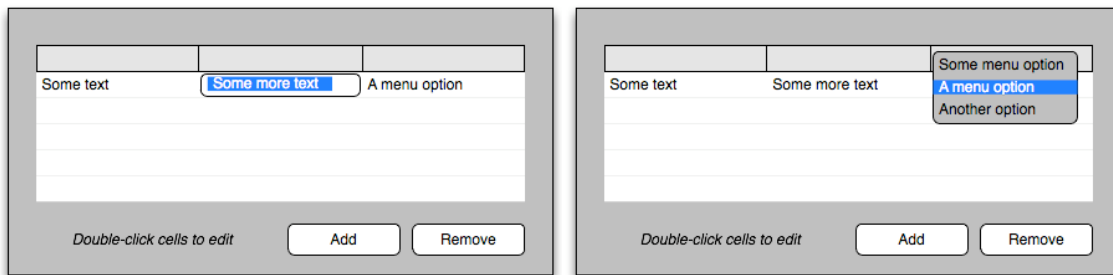 Some text Some more text A menu option
Double-click cells to edit Add Remove
Some menu option
Some text Some more text A menu option
Another option
Double-click cells to edit Add Remove